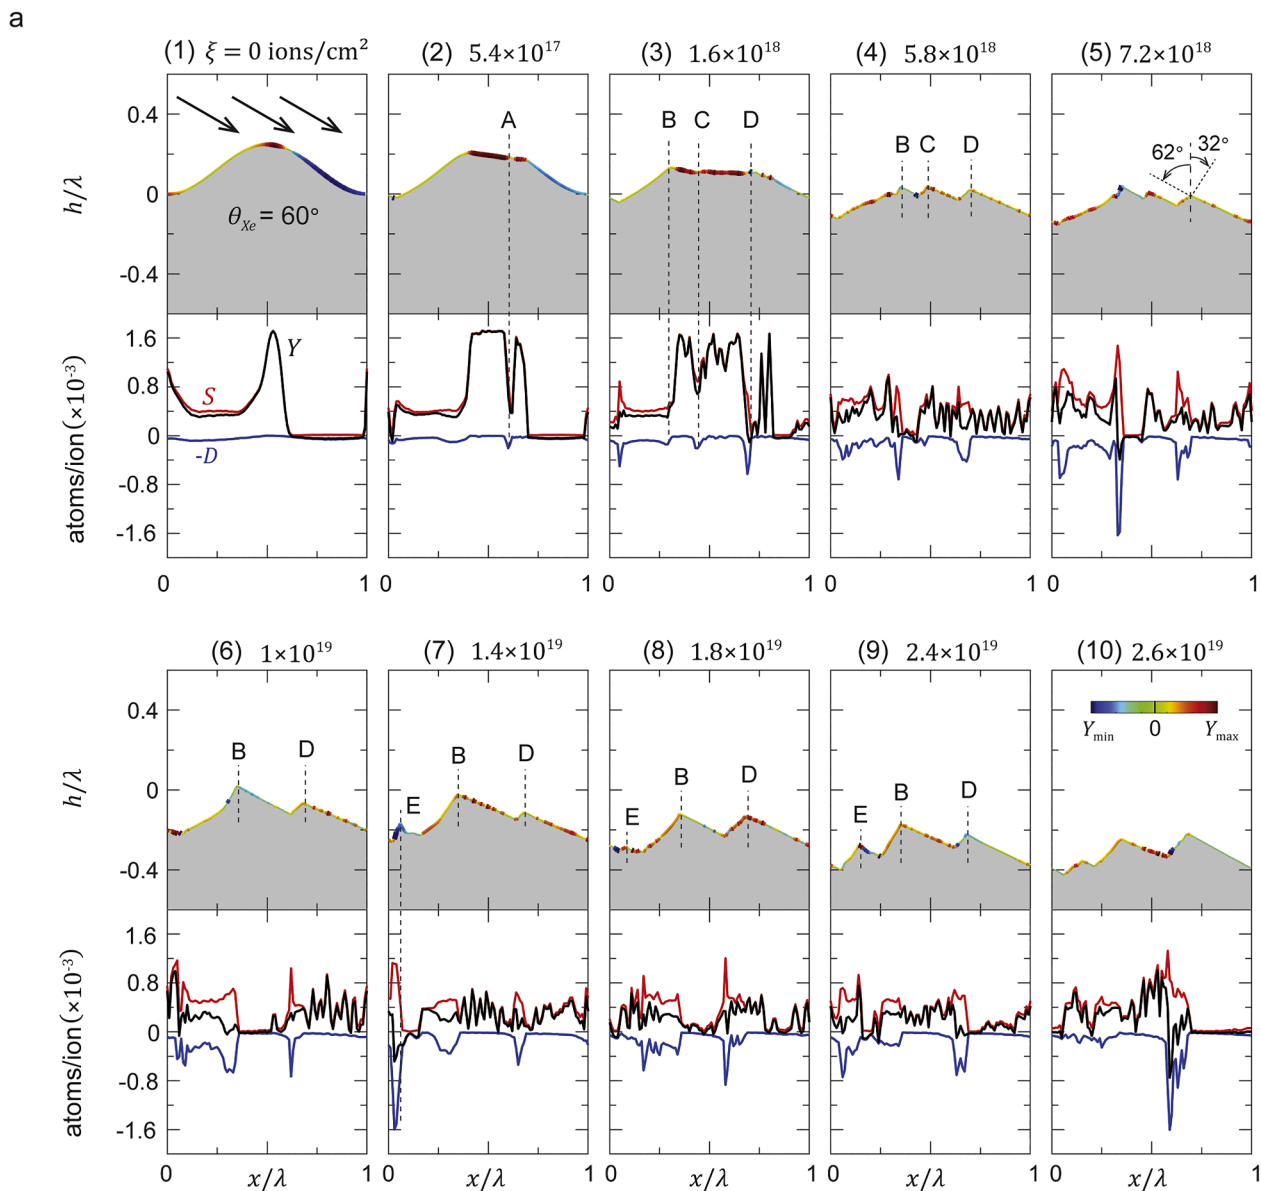 a
(1) ξ = 0 ions/cm²
(2) 5.4×10¹⁷
(3) 1.6×10¹⁸
(4) 5.8×10¹⁸
(5) 7.2×10¹⁸
h/λ
0.4
0
-0.4
θXe = 60°
A
B C D
B C D
62° 32°
atoms/ion(×10⁻³)
1.6
0.8
0
-0.8
-1.6
S
Y
-D
0 1
0 1
0 1
0 1
0 1
(6) 1×10¹⁹
(7) 1.4×10¹⁹
(8) 1.8×10¹⁹
(9) 2.4×10¹⁹
(10) 2.6×10¹⁹
h/λ
0.4
0
-0.4
B D
E B D
E B D
E B D
Ymin 0 Ymax
atoms/ion(×10⁻³)
1.6
0.8
0
-0.8
-1.6
0 x/λ 1
0 x/λ 1
0 x/λ 1
0 x/λ 1
0 x/λ 1